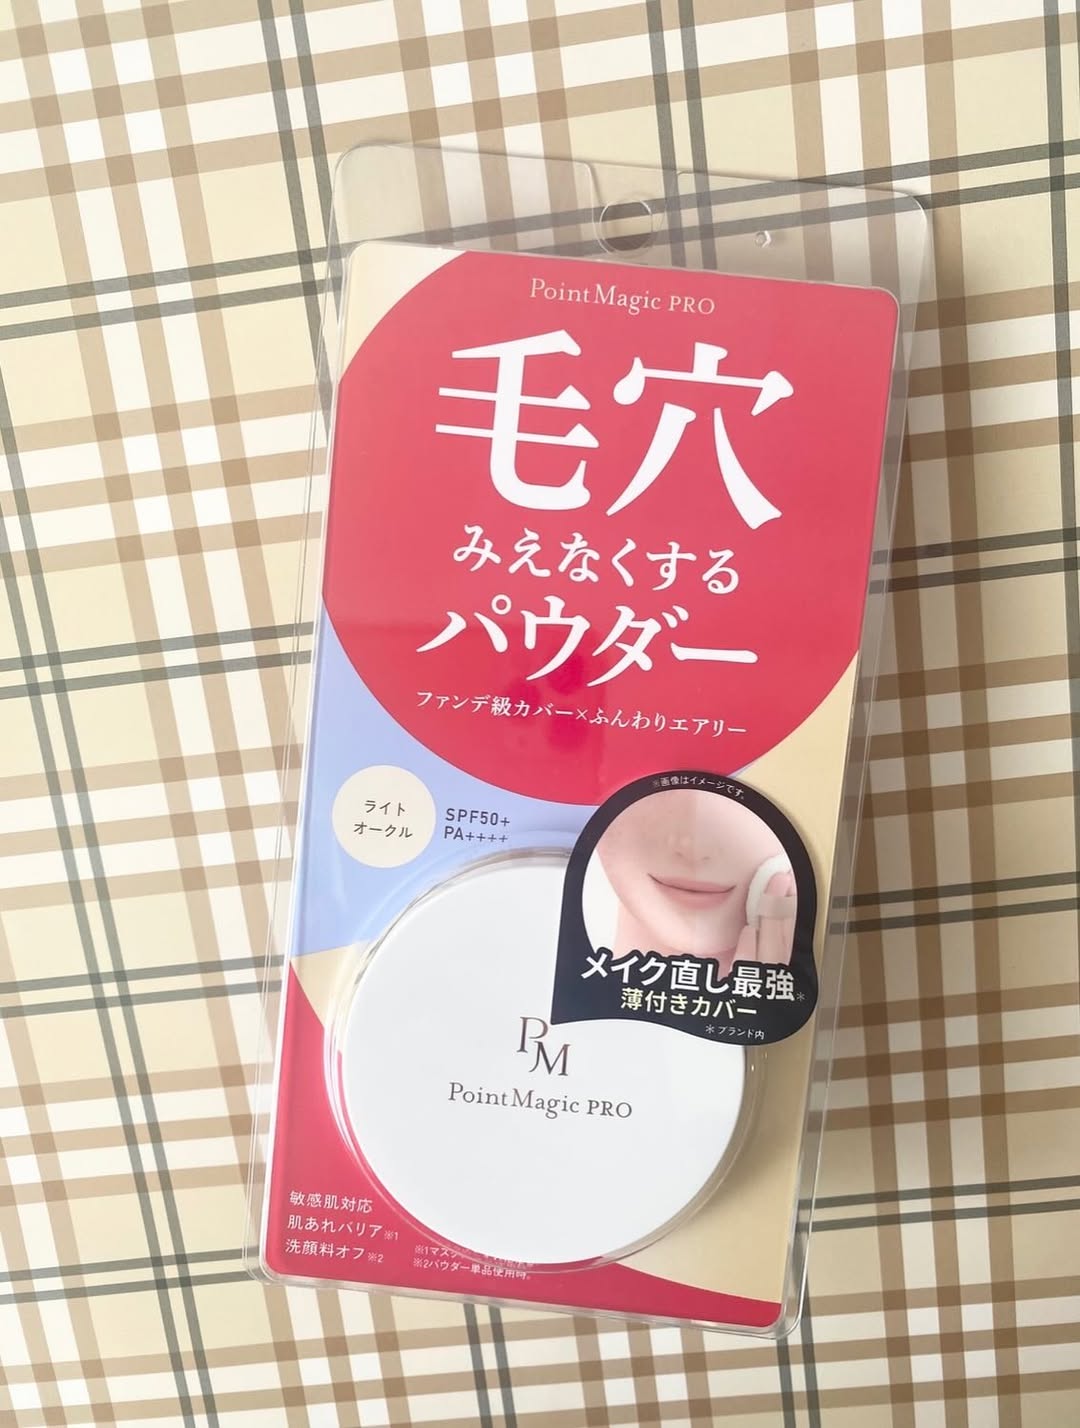 Point Magic PRO
毛穴
みえなくする
パウダー
ファンデ級カバー×ふんわりエアリー
ライト
オークル
SPF50+
PA++++
※画像はイメージです。
メイク直し最強*
薄付きカバー
*ブランド内
PM
Point Magic PRO
敏感肌対応
肌あれバリア※1
洗顔料オフ※2
※1マスク
※2パウダー単品使用時。